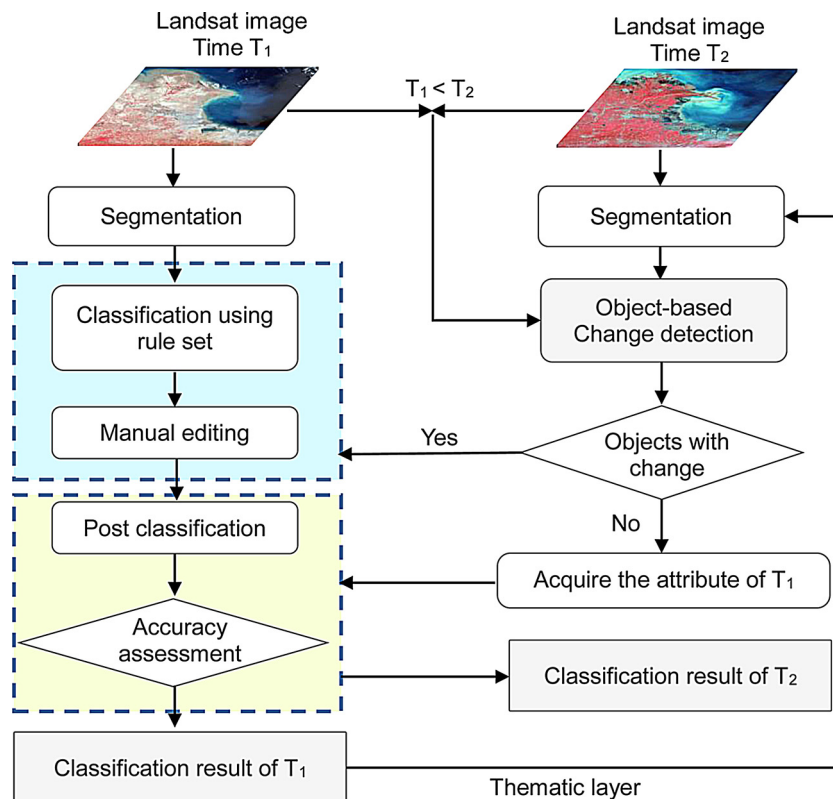 Landsat image
Time T₁
Landsat image
Time T₂
T₁ < T₂
Segmentation
Segmentation
Classification using
rule set
Object-based
Change detection
Manual editing
Yes
Objects with
change
No
Post classification
Acquire the attribute of T₁
Accuracy
assessment
Classification result of T₂
Classification result of T₁
Thematic layer